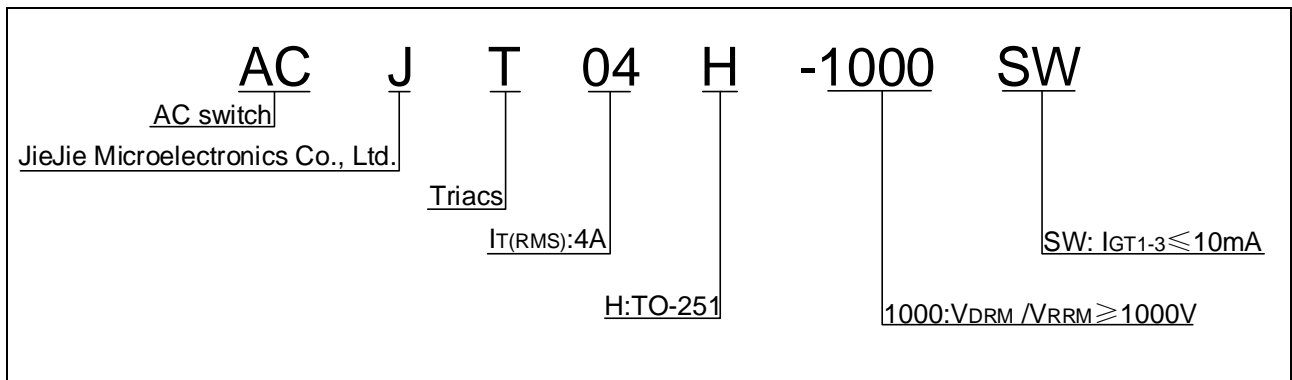 AC J T 04 H -1000 SW
AC switch
JieJie Microelectronics Co., Ltd.
Triacs
IT(RMS):4A
SW: IGT1-3≤10mA
H:TO-251
1000:VDRM /VRRM≥1000V